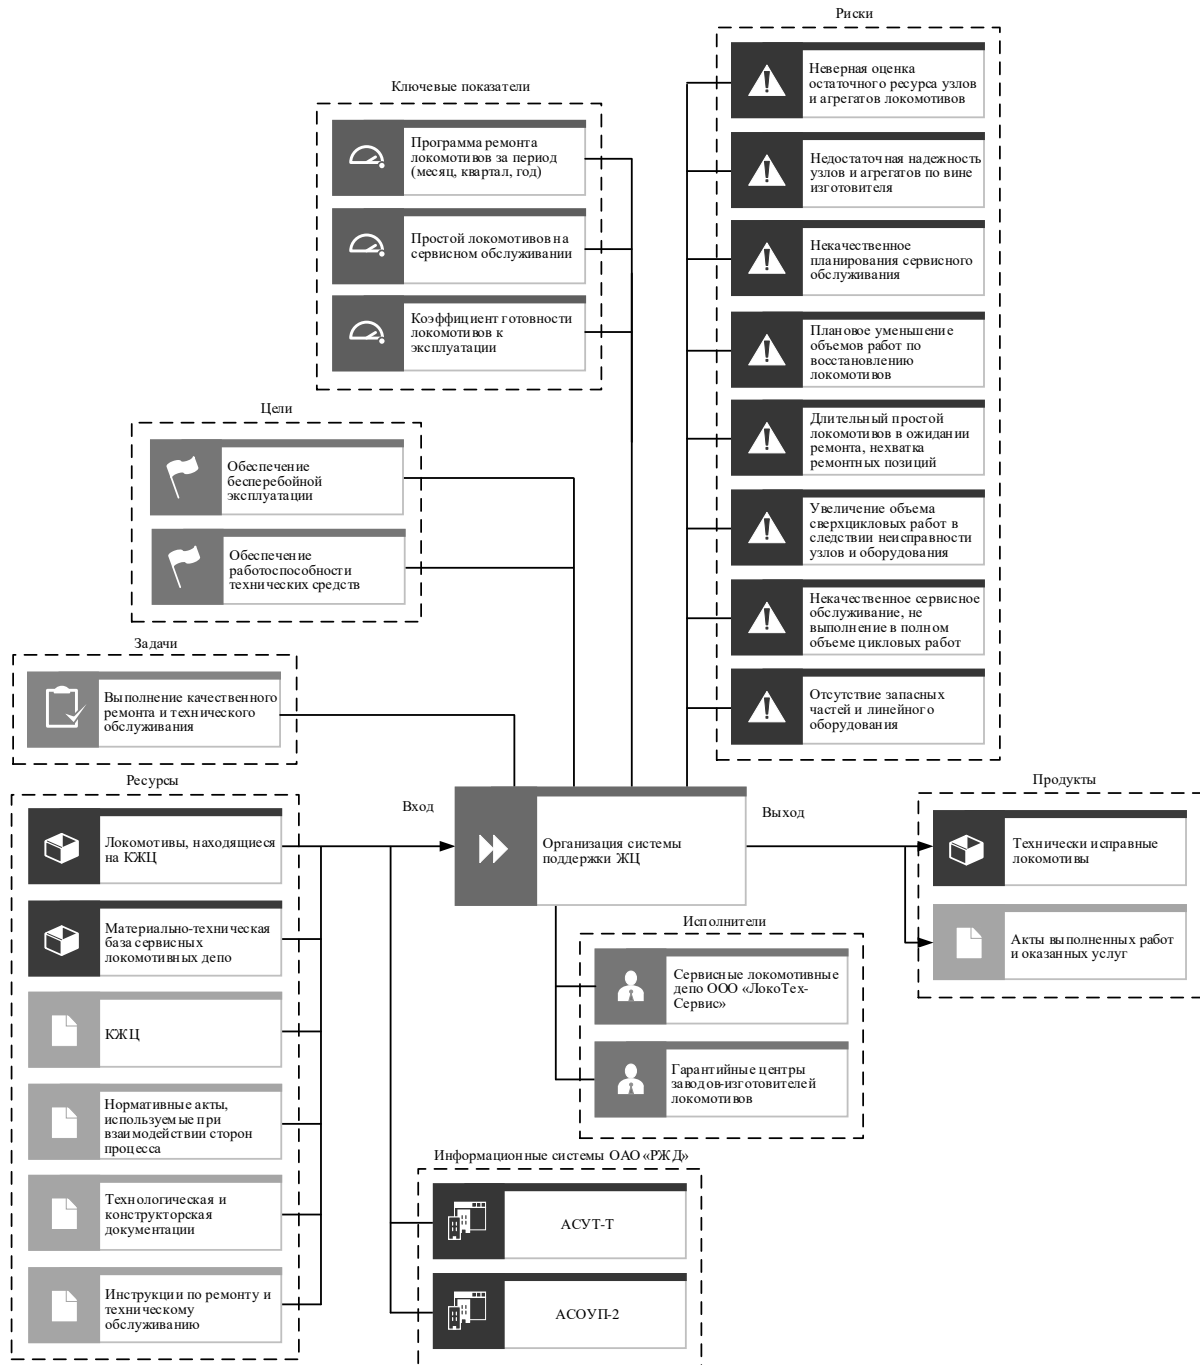 Риски
Неверная оценка
остаточного ресурса узлов
и агрегатов локомотивов
Недостаточная надежность
узлов и агрегатов по вине
изготовителя
Некачественное
планирования сервисного
обслуживания
Плановое уменьшение
объемов работ по
восстановлению
локомотивов
Длительный простой
локомотивов в ожидании
ремонта, нехватка
ремонтных позиций
Увеличение объема
сверхцикловых работ в
следствии неисправности
узлов и оборудования
Некачественное сервисное
обслуживание, не
выполнение в полном
объеме цикловых работ
Отсутствие запасных
частей и линейного
оборудования
Ключевые показатели
Программа ремонта
локомотивов за период
(месяц, квартал, год)
Простой локомотивов на
сервисном обслуживании
Коэффициент готовности
локомотивов к
эксплуатации
Цели
Обеспечение
бесперебойной
эксплуатации
Обеспечение
работоспособности
технических средств
Задачи
Выполнение качественного
ремонта и технического
обслуживания
Ресурсы
Локомотивы, находящиеся
на КЖЦ
Материально-техническая
база сервисных
локомотивных депо
КЖЦ
Нормативные акты,
используемые при
взаимодействии сторон
процесса
Технологическая и
конструкторская
документации
Инструкции по ремонту и
техническому
обслуживанию
Вход
Организация системы
поддержки ЖЦ
Выход
Продукты
Технически исправные
локомотивы
Акты выполненных работ
и оказанных услуг
Исполнители
Сервисные локомотивные
депо ООО «ЛокоТех-
Сервис»
Гарантийные центры
заводов-изготовителей
локомотивов
Информационные системы ОАО «РЖД»
АСУТ-Т
АСОУП-2